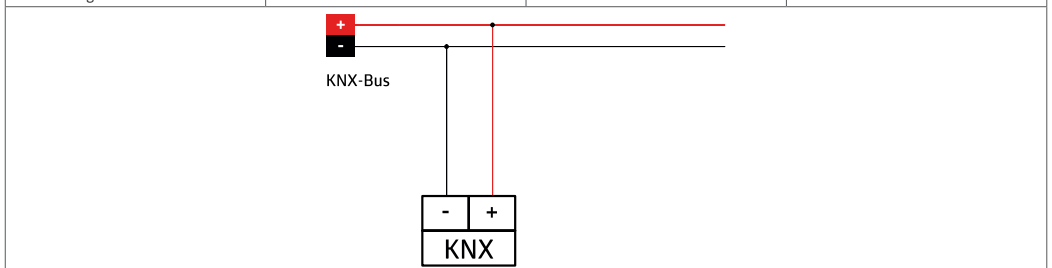 +
-
KNX-Bus
- +
KNX